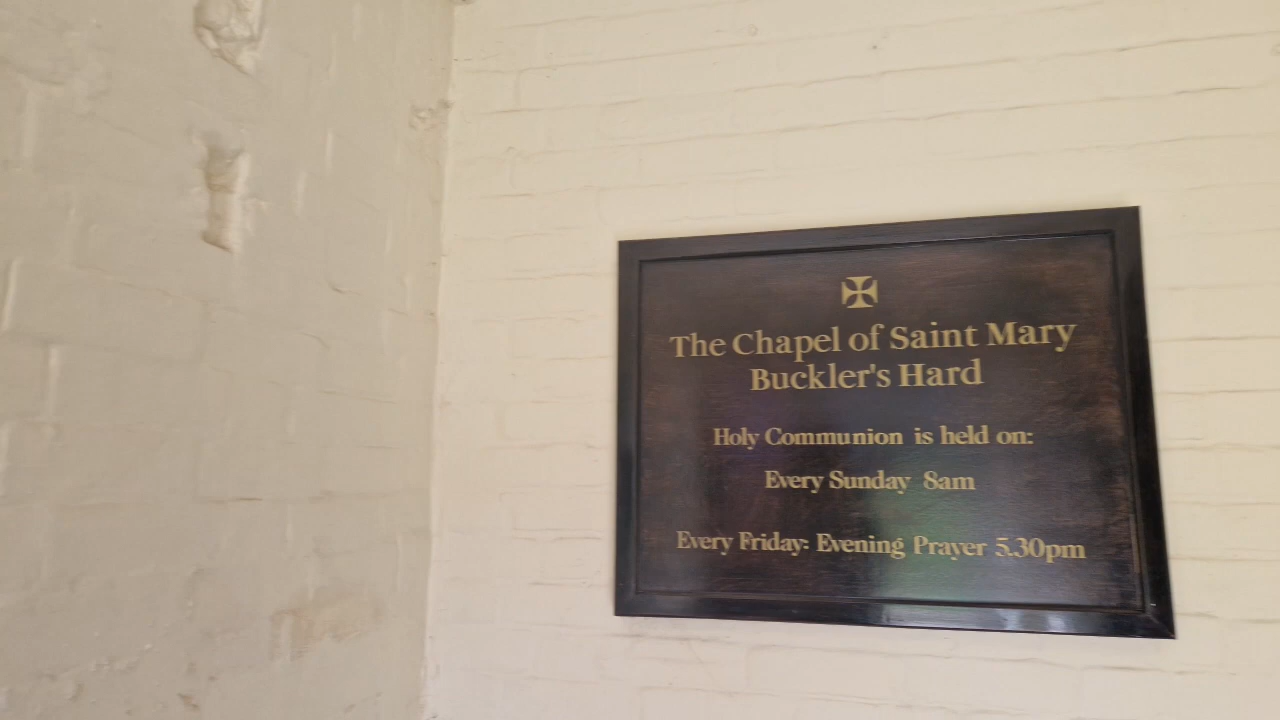 The Chapel of Saint Mary
Buckler's Hard
Holy Communion is held on:
Every Sunday 8am
Every Friday: Evening Prayer 5.30pm